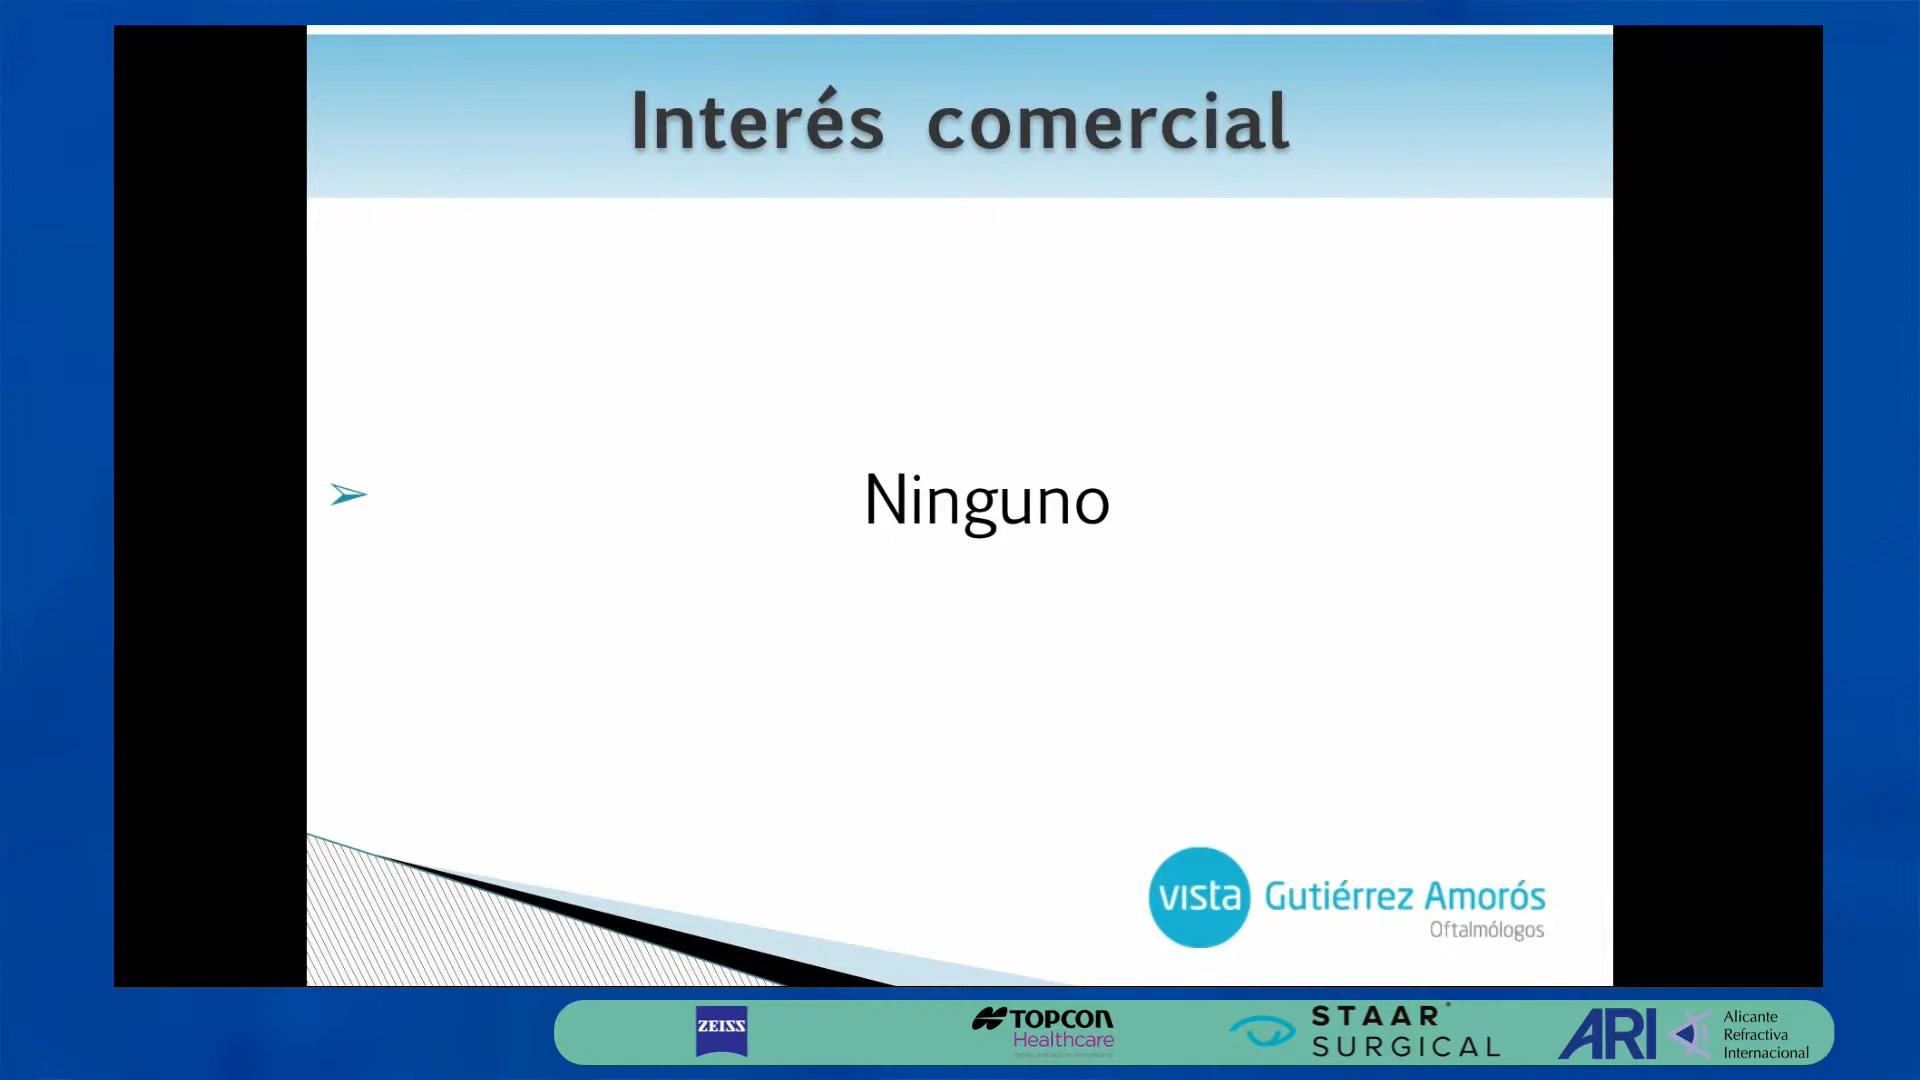 Interés comercial
Ninguno
vista Gutiérrez Amorós
Oftalmólogos
ZEISS
TOPCON
Healthcare
STAAR
SURGICAL
ARI
Alicante
Refractiva
Internacional